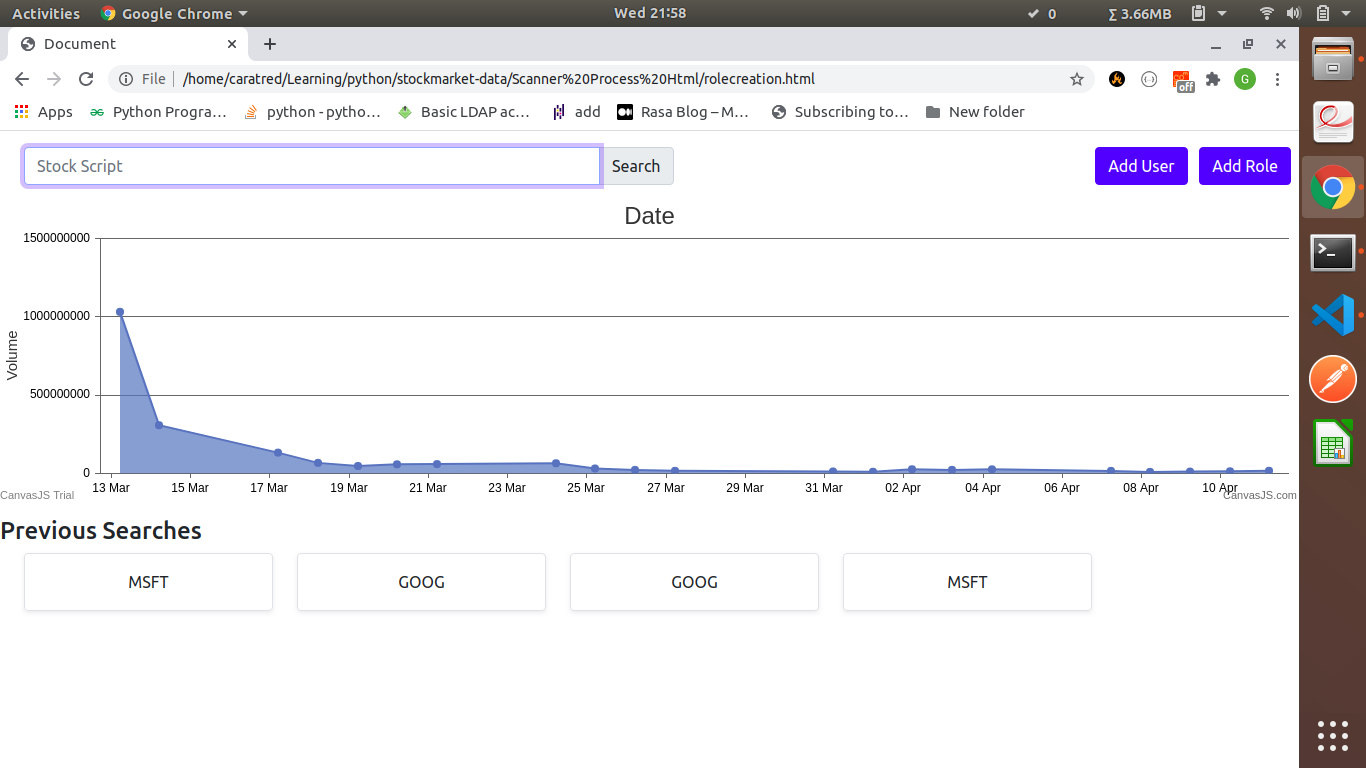 Activities Google Chrome Wed 21:58 0 Σ 3.66MB
Document
File /home/caratred/Learning/python/stockmarket-data/Scanner%20Process%20Html/rolecreation.html G
Apps Python Progra… python - pytho… Basic LDAP ac… add Rasa Blog – M… Subscribing to… New folder
off
Stock Script Search Add User Add Role
Date
Volume
1500000000
1000000000
500000000
0
13 Mar 15 Mar 17 Mar 19 Mar 21 Mar 23 Mar 25 Mar 27 Mar 29 Mar 31 Mar 02 Apr 04 Apr 06 Apr 08 Apr 10 Apr
CanvasJS Trial CanvasJS.com
Previous Searches
MSFT GOOG GOOG MSFT